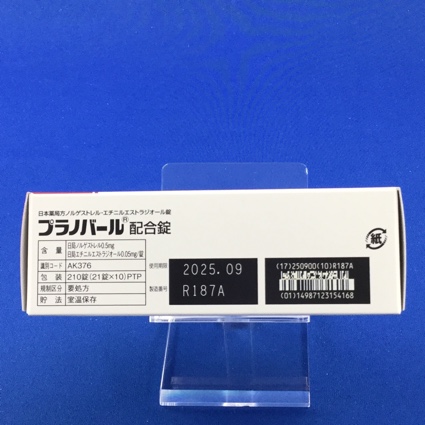 日本薬局方ノルゲストレル・エチニルエストラジオール錠
プラノバール®配合錠
含量 日局ノルゲストレル0.5mg
日局エチニルエストラジオール0.05mg/錠
識別コード AK376
包装 210錠(21錠×10)PTP
規制区分 要処方
貯法 室温保存
使用期限 2025.09
製造番号 R187A
(17)250900(10)R187A
(01)14987123154168
紙